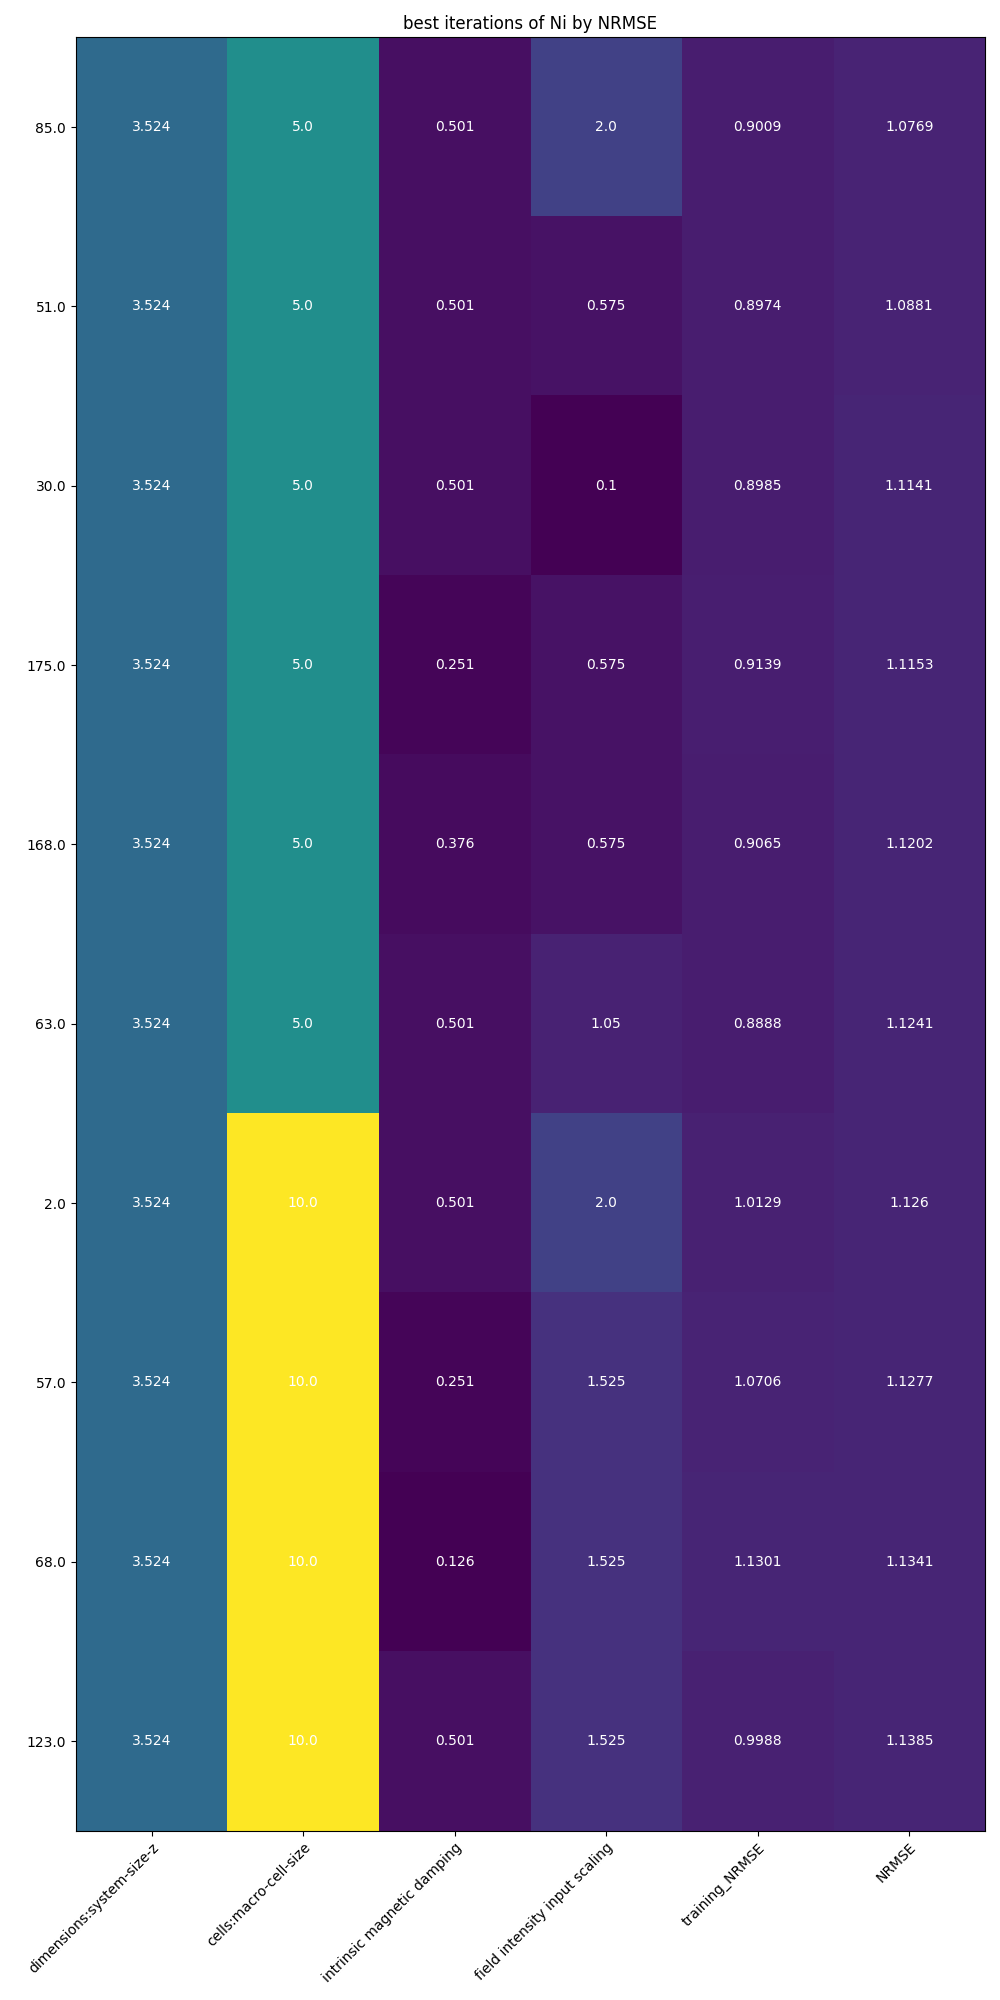 best iterations of Ni by NRMSE
85.0 3.524 5.0 0.501 2.0 0.9009 1.0769
51.0 3.524 5.0 0.501 0.575 0.8974 1.0881
30.0 3.524 5.0 0.501 0.1 0.8985 1.1141
175.0 3.524 5.0 0.251 0.575 0.9139 1.1153
168.0 3.524 5.0 0.376 0.575 0.9065 1.1202
63.0 3.524 5.0 0.501 1.05 0.8888 1.1241
2.0 3.524 10.0 0.501 2.0 1.0129 1.126
57.0 3.524 10.0 0.251 1.525 1.0706 1.1277
68.0 3.524 10.0 0.126 1.525 1.1301 1.1341
123.0 3.524 10.0 0.501 1.525 0.9988 1.1385
dimensions:system-size-z
cells:macro-cell-size
intrinsic magnetic damping
field intensity input scaling
training_NRMSE
NRMSE